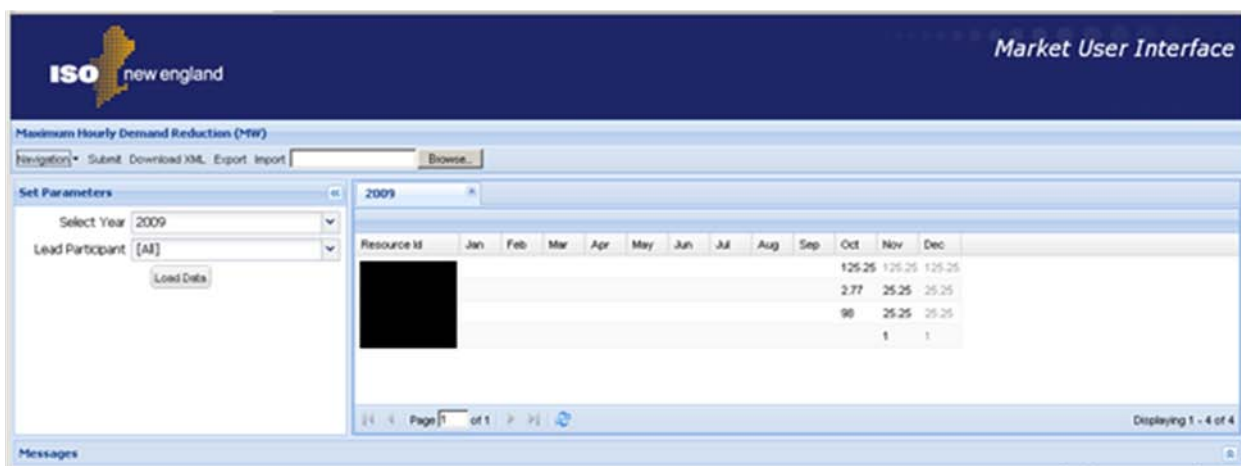 ISO new england
Market User Interface
Maximum Hourly Demand Reduction (MW)
Navigation Submit Download XML Export Import Browse...
Set Parameters
2009
Select Year 2009
Lead Participant [All]
Load Data
Resource Id Jan Feb Mar Apr May Jun Jul Aug Sep Oct Nov Dec
125.25 125.25 125.25
2.77 25.25 25.25
98 25.25 25.25
1 1
Page 1 of 1
Displaying 1 - 4 of 4
Messages